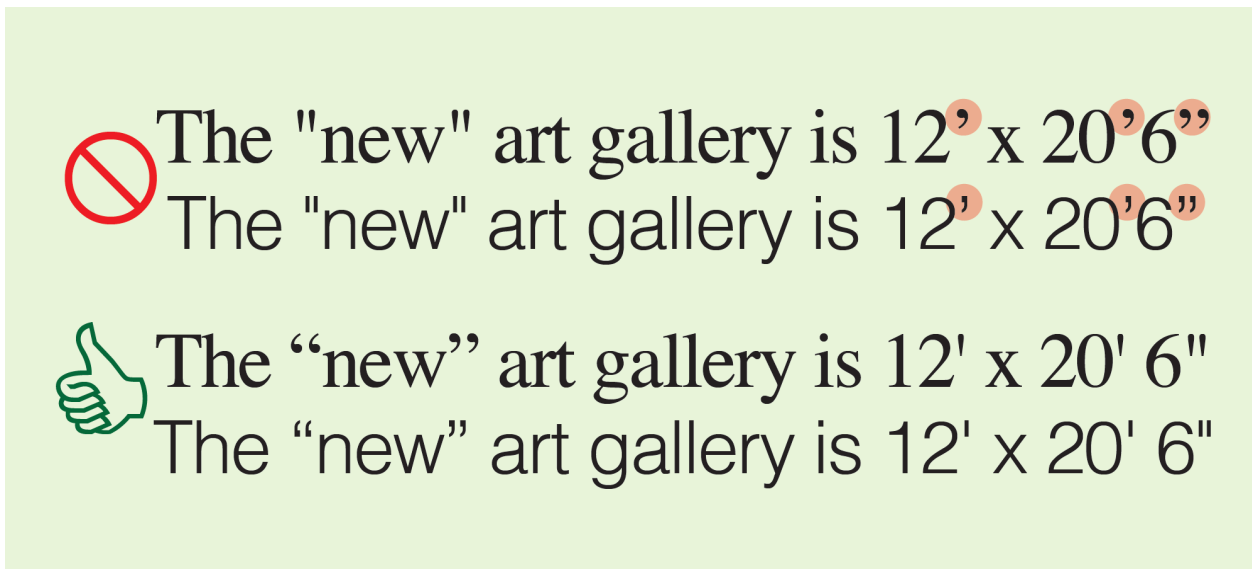 The "new" art gallery is 12’ x 20’6”
The "new" art gallery is 12’ x 20’6”
The “new” art gallery is 12' x 20' 6"
The “new” art gallery is 12' x 20' 6"